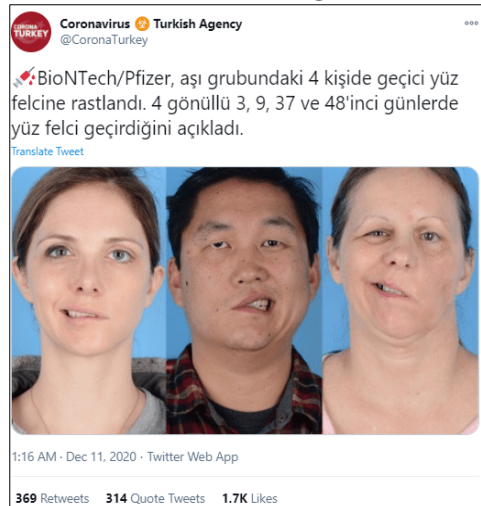 CORONA
TURKEY
Coronavirus ☣ Turkish Agency
@CoronaTurkey
💉BioNTech/Pfizer, aşı grubundaki 4 kişide geçici yüz
felcine rastlandı. 4 gönüllü 3, 9, 37 ve 48'inci günlerde
yüz felci geçirdiğini açıkladı.
Translate Tweet
1:16 AM · Dec 11, 2020 · Twitter Web App
369 Retweets 314 Quote Tweets 1.7K Likes